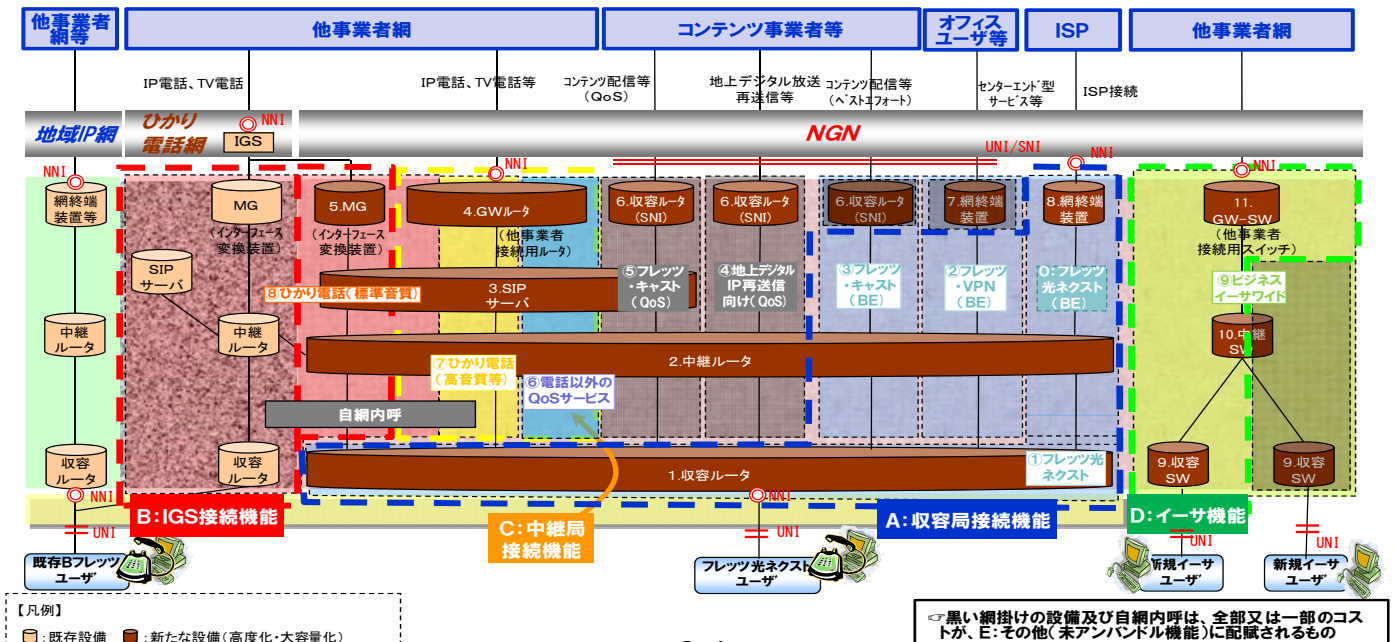 他事業者
網等
他事業者網
コンテンツ事業者等
オフィス
ユーザ等
ISP
他事業者網
IP電話、TV電話
IP電話、TV電話等
コンテンツ配信等
(QoS)
地上デジタル放送
再送信等
コンテンツ配信等
(ベストエフォート)
センターエンド型
サービス等
ISP接続
地域IP網
ひかり
電話網
NNI
IGS
NGN
UNI/SNI
NNI
NNI
NNI
NNI
網終端
装置等
MG
(インターフェース
変換装置)
5.MG
(インターフェース
変換装置)
4.GWルータ
(他事業者
接続用ルータ)
6.収容ルータ
(SNI)
6.収容ルータ
(SNI)
6.収容ルータ
(SNI)
7.網終端
装置
8.網終端
装置
11.
GW-SW
(他事業者
接続用スイッチ)
SIP
サーバ
⑧ひかり電話(標準音質)
3.SIP
サーバ
⑤フレッツ
・キャスト
(QoS)
④地上デジタル
IP再送信
向け(QoS)
③フレッツ
・キャスト
(BE)
②フレッツ
・VPN
(BE)
0:フレッツ
光ネクスト
(BE)
⑨ビジネス
イーサワイド
中継
ルータ
中継
ルータ
2.中継ルータ
10.中継
SW
⑦ひかり電話
(高音質等)
⑥電話以外の
QoSサービス
自網内呼
収容
ルータ
収容
ルータ
1.収容ルータ
①フレッツ光
ネクスト
9.収容
SW
9.収容
SW
NNI
NNI
B:IGS接続機能
C:中継局
接続機能
A:収容局接続機能
D:イーサ機能
UNI
UNI
UNI
UNI
既存Bフレッツ
ユーザ
フレッツ光ネクスト
ユーザ
新規イーサ
ユーザ
新規イーサ
ユーザ
【凡例】
:既存設備 :新たな設備(高度化・大容量化)
☞黒い網掛けの設備及び自網内呼は、全部又は一部のコス
トが、E:その他(未アンバンドル機能)に配賦されるもの